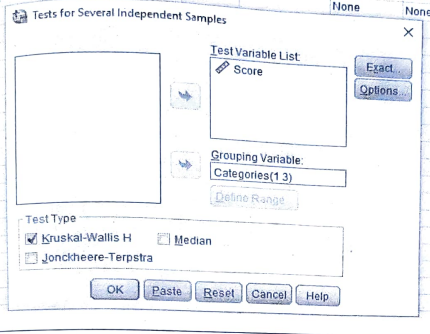 None None
Tests for Several Independent Samples
Test Variable List:
Score
Exact...
Options...
Grouping Variable:
Categories(1 3)
Define Range...
Test Type
Kruskal-Wallis H Median
Jonckheere-Terpstra
OK Paste Reset Cancel Help